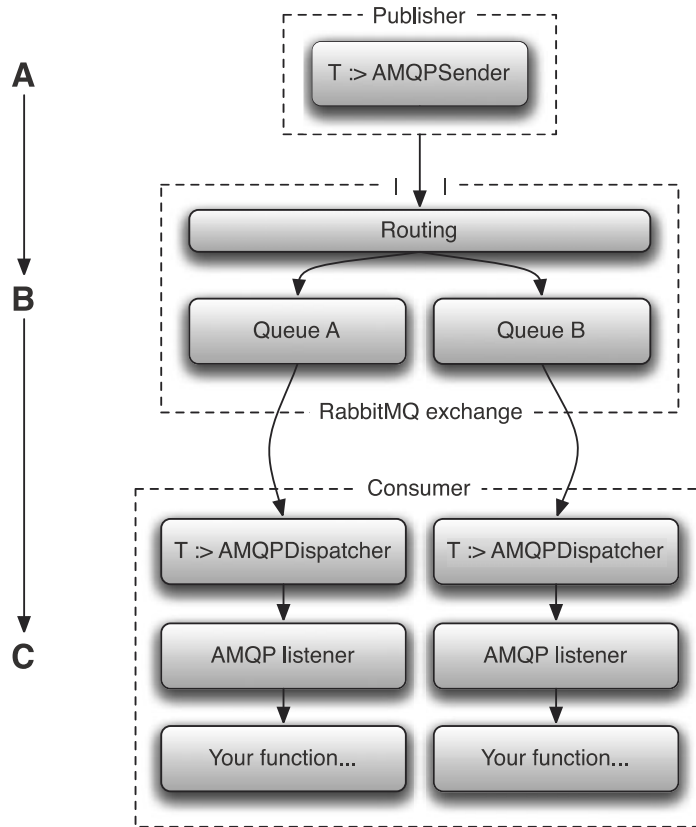 Publisher
T :> AMQPSender
A
Routing
B
Queue A
Queue B
RabbitMQ exchange
Consumer
T :> AMQPDispatcher
T :> AMQPDispatcher
C
AMQP listener
AMQP listener
Your function...
Your function...